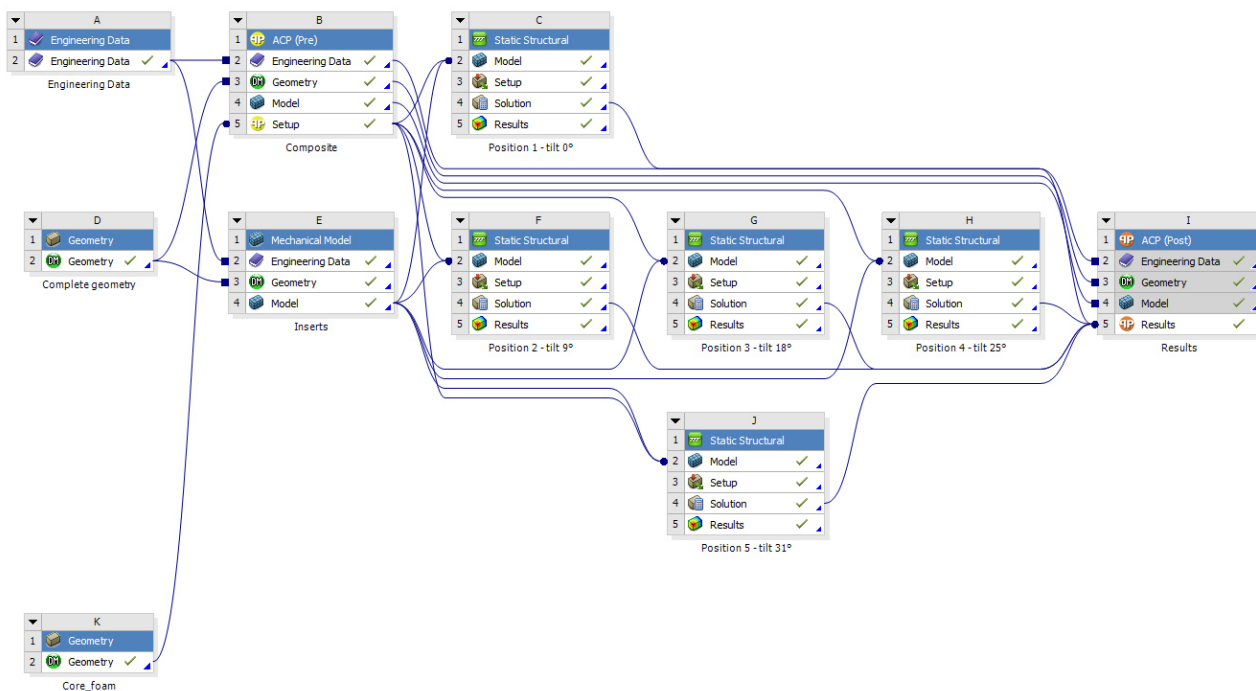 A
1 Engineering Data
2 Engineering Data
Engineering Data
B
1 ACP (Pre)
2 Engineering Data
3 Geometry
4 Model
5 Setup
Composite
C
1 Static Structural
2 Model
3 Setup
4 Solution
5 Results
Position 1 - tilt 0°
D
1 Geometry
2 Geometry
Complete geometry
E
1 Mechanical Model
2 Engineering Data
3 Geometry
4 Model
Inserts
F
1 Static Structural
2 Model
3 Setup
4 Solution
5 Results
Position 2 - tilt 9°
G
1 Static Structural
2 Model
3 Setup
4 Solution
5 Results
Position 3 - tilt 18°
H
1 Static Structural
2 Model
3 Setup
4 Solution
5 Results
Position 4 - tilt 25°
I
1 ACP (Post)
2 Engineering Data
3 Geometry
4 Model
5 Results
Results
J
1 Static Structural
2 Model
3 Setup
4 Solution
5 Results
Position 5 - tilt 31°
K
1 Geometry
2 Geometry
Core_foam